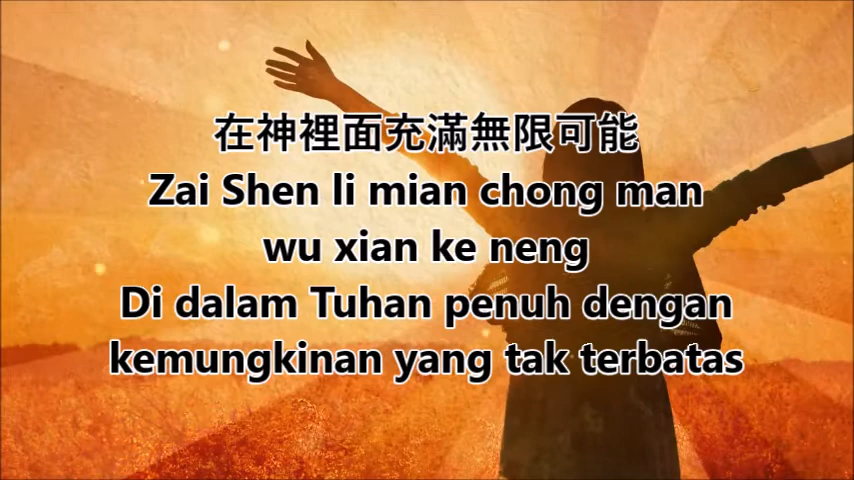 在神裡面充滿無限可能
Zai Shen li mian chong man
wu xian ke neng
Di dalam Tuhan penuh dengan
kemungkinan yang tak terbatas